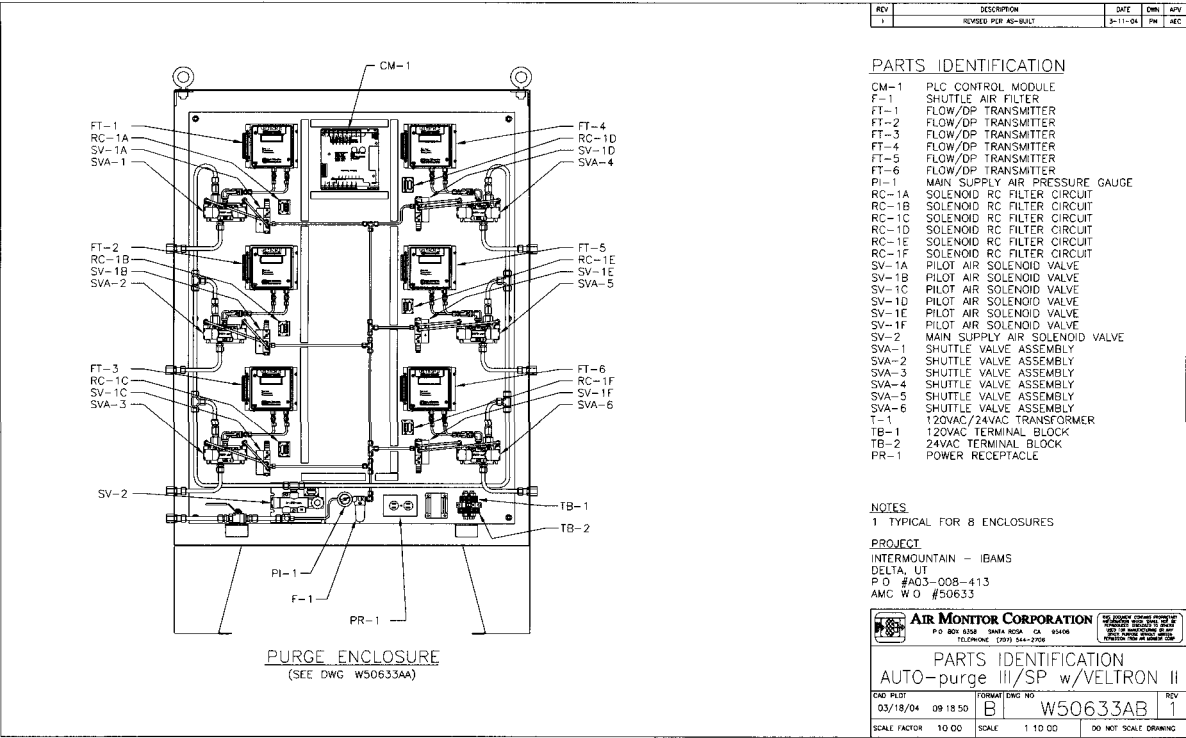 REV DESCRIPTION DATE DWN APV
1 REVISED PER AS-BUILT 3-11-04 PM AEC
CM-1
FT-1
RC-1A
SV-1A
SVA-1
FT-4
RC-1D
SV-1D
SVA-4
FT-2
RC-1B
SV-1B
SVA-2
FT-5
RC-1E
SV-1E
SVA-5
FT-3
RC-1C
SV-1C
SVA-3
FT-6
RC-1F
SV-1F
SVA-6
SV-2
TB-1
TB-2
PI-1
F-1
PR-1
PURGE ENCLOSURE
(SEE DWG W50633AA)
PARTS IDENTIFICATION
CM-1 PLC CONTROL MODULE
F-1 SHUTTLE AIR FILTER
FT-1 FLOW/DP TRANSMITTER
FT-2 FLOW/DP TRANSMITTER
FT-3 FLOW/DP TRANSMITTER
FT-4 FLOW/DP TRANSMITTER
FT-5 FLOW/DP TRANSMITTER
FT-6 FLOW/DP TRANSMITTER
PI-1 MAIN SUPPLY AIR PRESSURE GAUGE
RC-1A SOLENOID RC FILTER CIRCUIT
RC-1B SOLENOID RC FILTER CIRCUIT
RC-1C SOLENOID RC FILTER CIRCUIT
RC-1D SOLENOID RC FILTER CIRCUIT
RC-1E SOLENOID RC FILTER CIRCUIT
RC-1F SOLENOID RC FILTER CIRCUIT
SV-1A PILOT AIR SOLENOID VALVE
SV-1B PILOT AIR SOLENOID VALVE
SV-1C PILOT AIR SOLENOID VALVE
SV-1D PILOT AIR SOLENOID VALVE
SV-1E PILOT AIR SOLENOID VALVE
SV-1F PILOT AIR SOLENOID VALVE
SV-2 MAIN SUPPLY AIR SOLENOID VALVE
SVA-1 SHUTTLE VALVE ASSEMBLY
SVA-2 SHUTTLE VALVE ASSEMBLY
SVA-3 SHUTTLE VALVE ASSEMBLY
SVA-4 SHUTTLE VALVE ASSEMBLY
SVA-5 SHUTTLE VALVE ASSEMBLY
SVA-6 SHUTTLE VALVE ASSEMBLY
T-1 120VAC/24VAC TRANSFORMER
TB-1 120VAC TERMINAL BLOCK
TB-2 24VAC TERMINAL BLOCK
PR-1 POWER RECEPTACLE
NOTES
1 TYPICAL FOR 8 ENCLOSURES
PROJECT
INTERMOUNTAIN - IBAMS
DELTA, UT
P O #A03-008-413
AMC W O #50633
AIR MONITOR CORPORATION
P O BOX 6358 SANTA ROSA CA 95406
TELEPHONE (707) 544-2706
PARTS IDENTIFICATION
AUTO-purge III/SP w/VELTRON II
CAD PLOT FORMAT DWG NO REV
03/18/04 09 18 50 B W50633AB 1
SCALE FACTOR 10 00 SCALE 1 10 00 DO NOT SCALE DRAWING